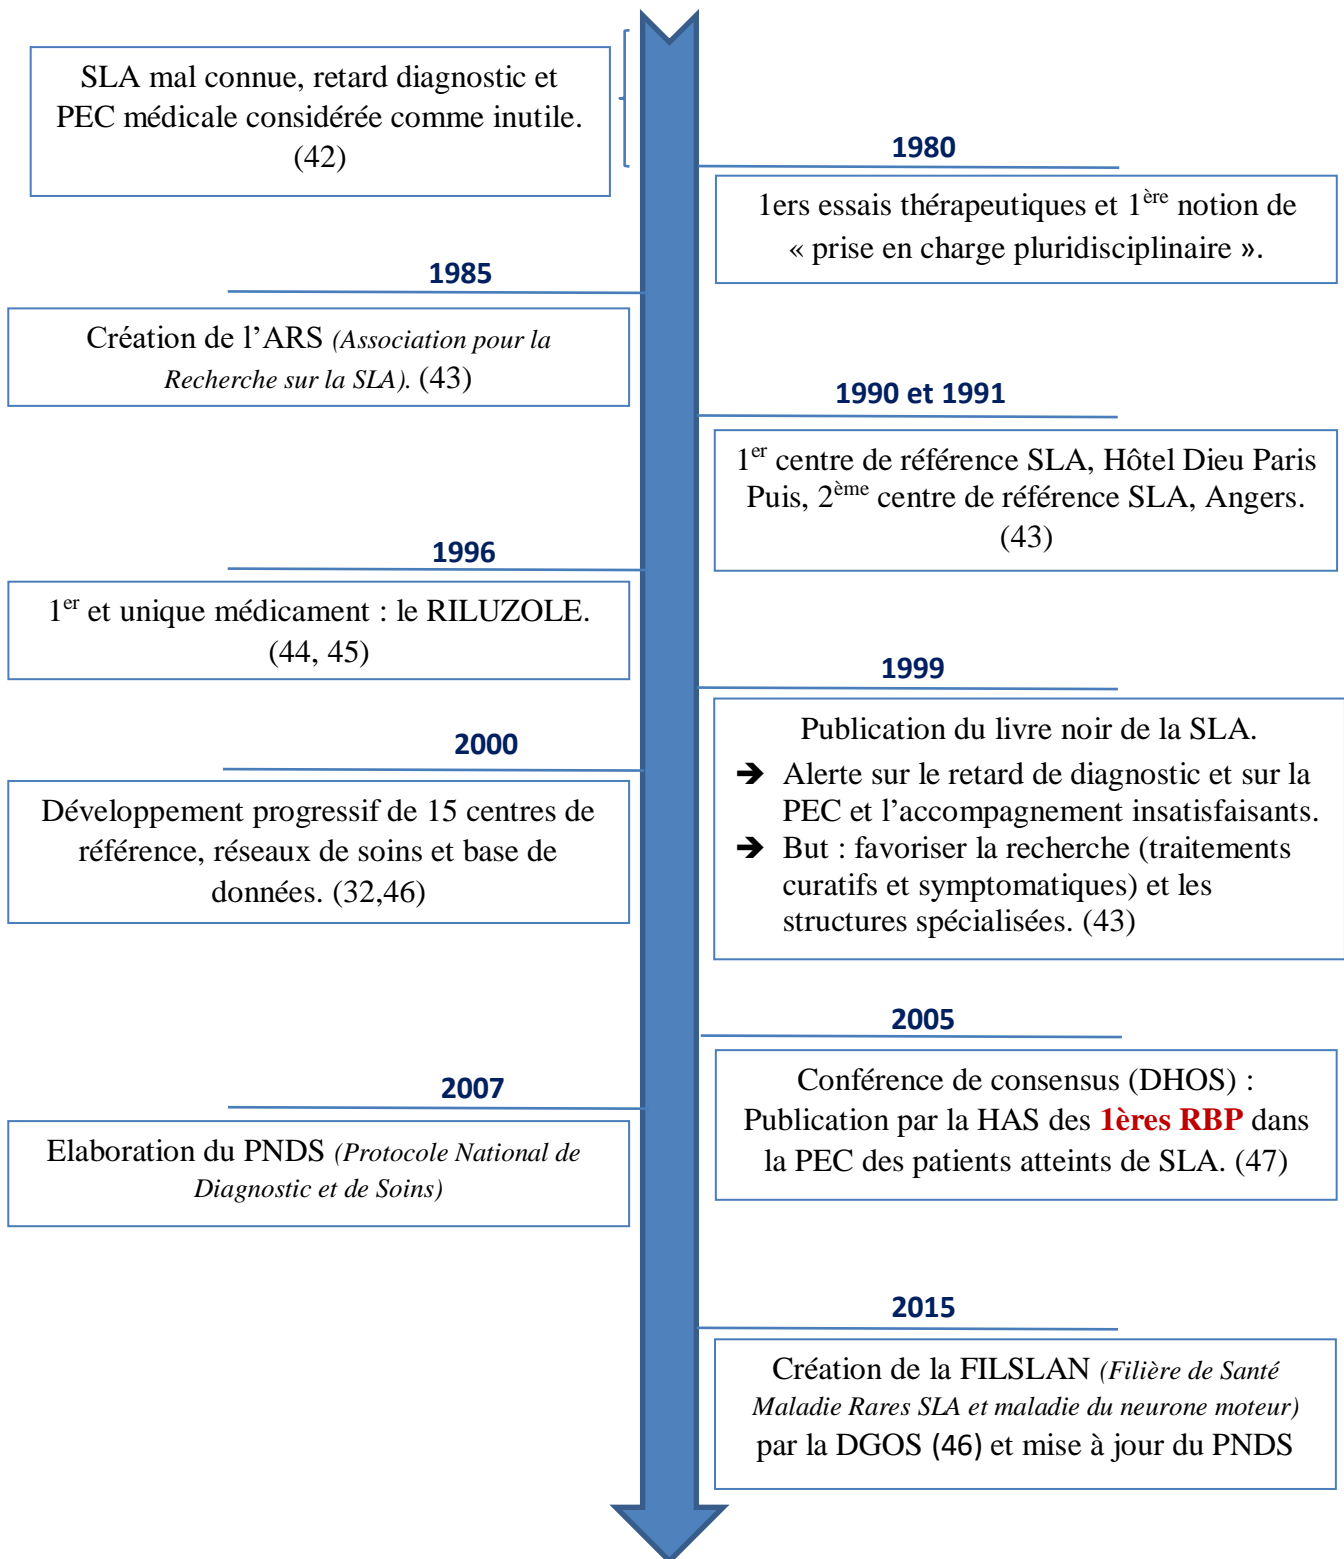 SLA mal connue, retard diagnostic et
PEC médicale considérée comme inutile.
(42)
1980
1ers essais thérapeutiques et 1ère notion de
« prise en charge pluridisciplinaire ».
1985
Création de l’ARS (Association pour la
Recherche sur la SLA). (43)
1990 et 1991
1er centre de référence SLA, Hôtel Dieu Paris
Puis, 2ème centre de référence SLA, Angers.
(43)
1996
1er et unique médicament : le RILUZOLE.
(44, 45)
1999
Publication du livre noir de la SLA.
➔ Alerte sur le retard de diagnostic et sur la
PEC et l’accompagnement insatisfaisants.
➔ But : favoriser la recherche (traitements
curatifs et symptomatiques) et les
structures spécialisées. (43)
2000
Développement progressif de 15 centres de
référence, réseaux de soins et base de
données. (32,46)
2005
Conférence de consensus (DHOS) :
Publication par la HAS des 1ères RBP dans
la PEC des patients atteints de SLA. (47)
2007
Elaboration du PNDS (Protocole National de
Diagnostic et de Soins)
2015
Création de la FILSLAN (Filière de Santé
Maladie Rares SLA et maladie du neurone moteur)
par la DGOS (46) et mise à jour du PNDS